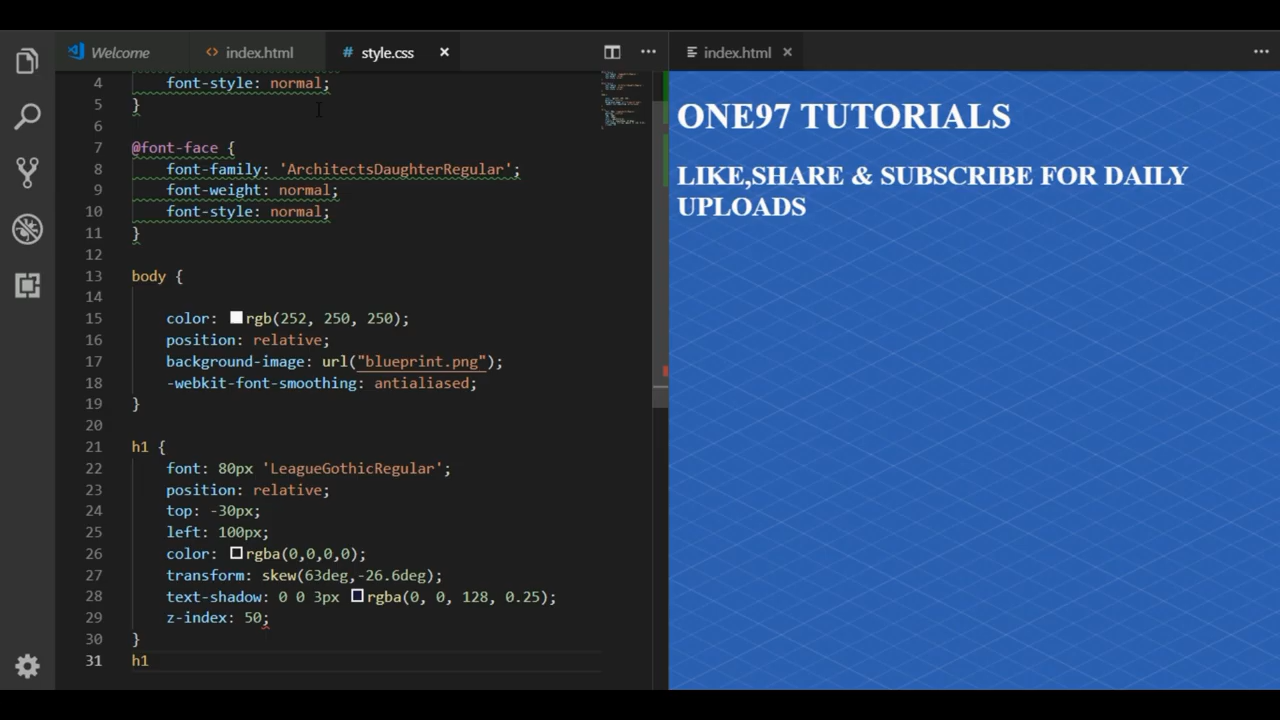 Welcome
index.html
style.css
index.html
4 font-style: normal;
5 }
6
7 @font-face {
8 font-family: 'ArchitectsDaughterRegular';
9 font-weight: normal;
10 font-style: normal;
11 }
12
13 body {
14
15 color: rgb(252, 250, 250);
16 position: relative;
17 background-image: url("blueprint.png");
18 -webkit-font-smoothing: antialiased;
19 }
20
21 h1 {
22 font: 80px 'LeagueGothicRegular';
23 position: relative;
24 top: -30px;
25 left: 100px;
26 color: rgba(0,0,0,0);
27 transform: skew(63deg,-26.6deg);
28 text-shadow: 0 0 3px rgba(0, 0, 128, 0.25);
29 z-index: 50;
30 }
31 h1
ONE97 TUTORIALS
LIKE,SHARE & SUBSCRIBE FOR DAILY
UPLOADS